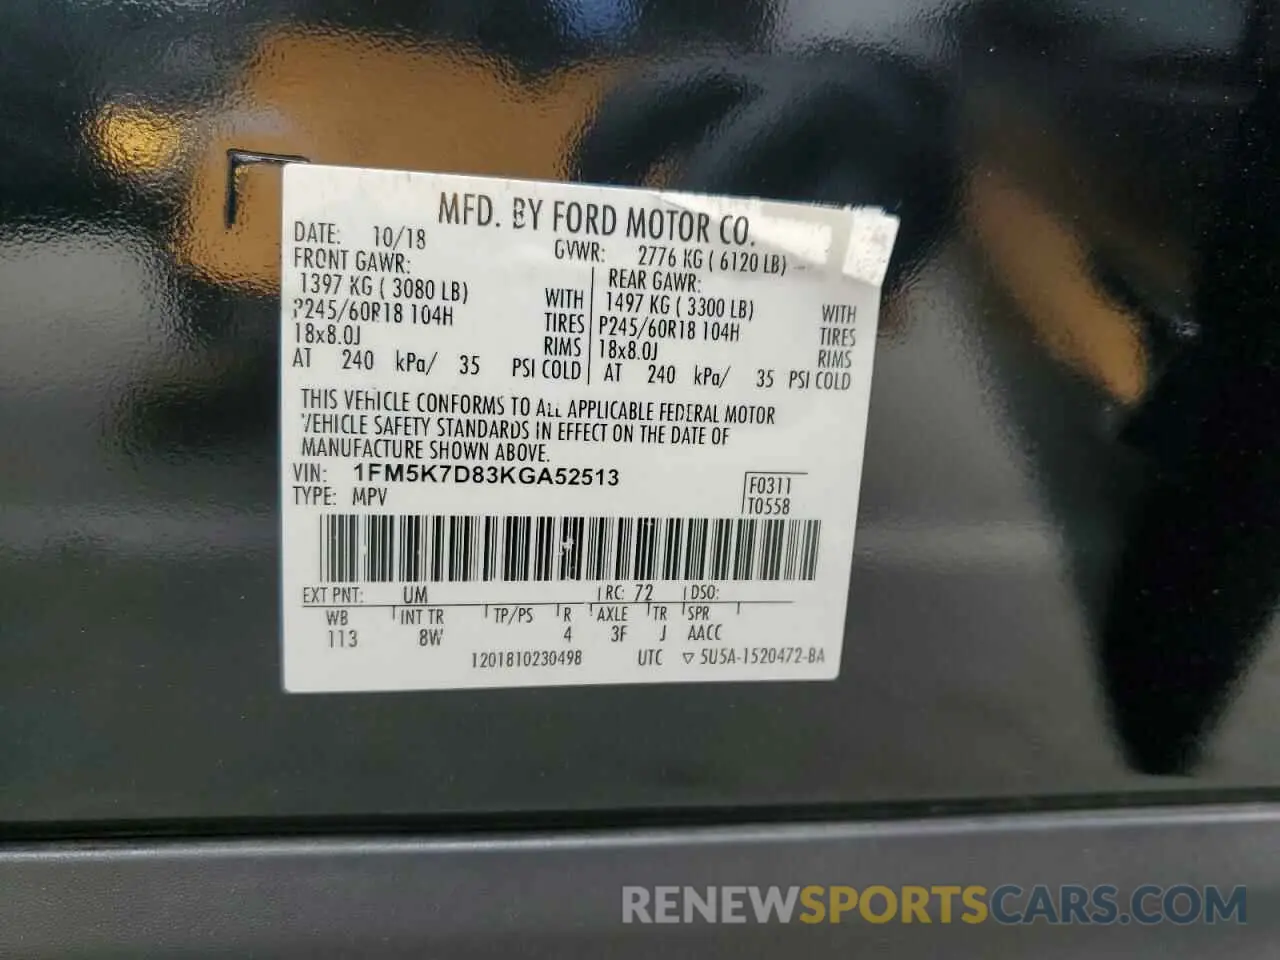 MFD. BY FORD MOTOR CO.
DATE: 10/18 GVWR: 2776 KG ( 6120 LB)
FRONT GAWR: REAR GAWR:
1397 KG ( 3080 LB) WITH 1497 KG ( 3300 LB) WITH
P245/60R18 104H TIRES P245/60R18 104H TIRES
18x8.0J RIMS 18x8.0J RIMS
AT 240 kPa/ 35 PSI COLD AT 240 kPa/ 35 PSI COLD
THIS VEHICLE CONFORMS TO ALL APPLICABLE FEDERAL MOTOR
VEHICLE SAFETY STANDARDS IN EFFECT ON THE DATE OF
MANUFACTURE SHOWN ABOVE.
VIN: 1FM5K7D83KGA52513
TYPE: MPV
F0311
T0558
EXT PNT: UM RC: 72 DSO:
WB INT TR TP/PS R AXLE TR SPR
113 8W 4 3F J AACC
1201810230498 UTC ▽ 5U5A-1520472-BA
RENEWSPORTSCARS.COM